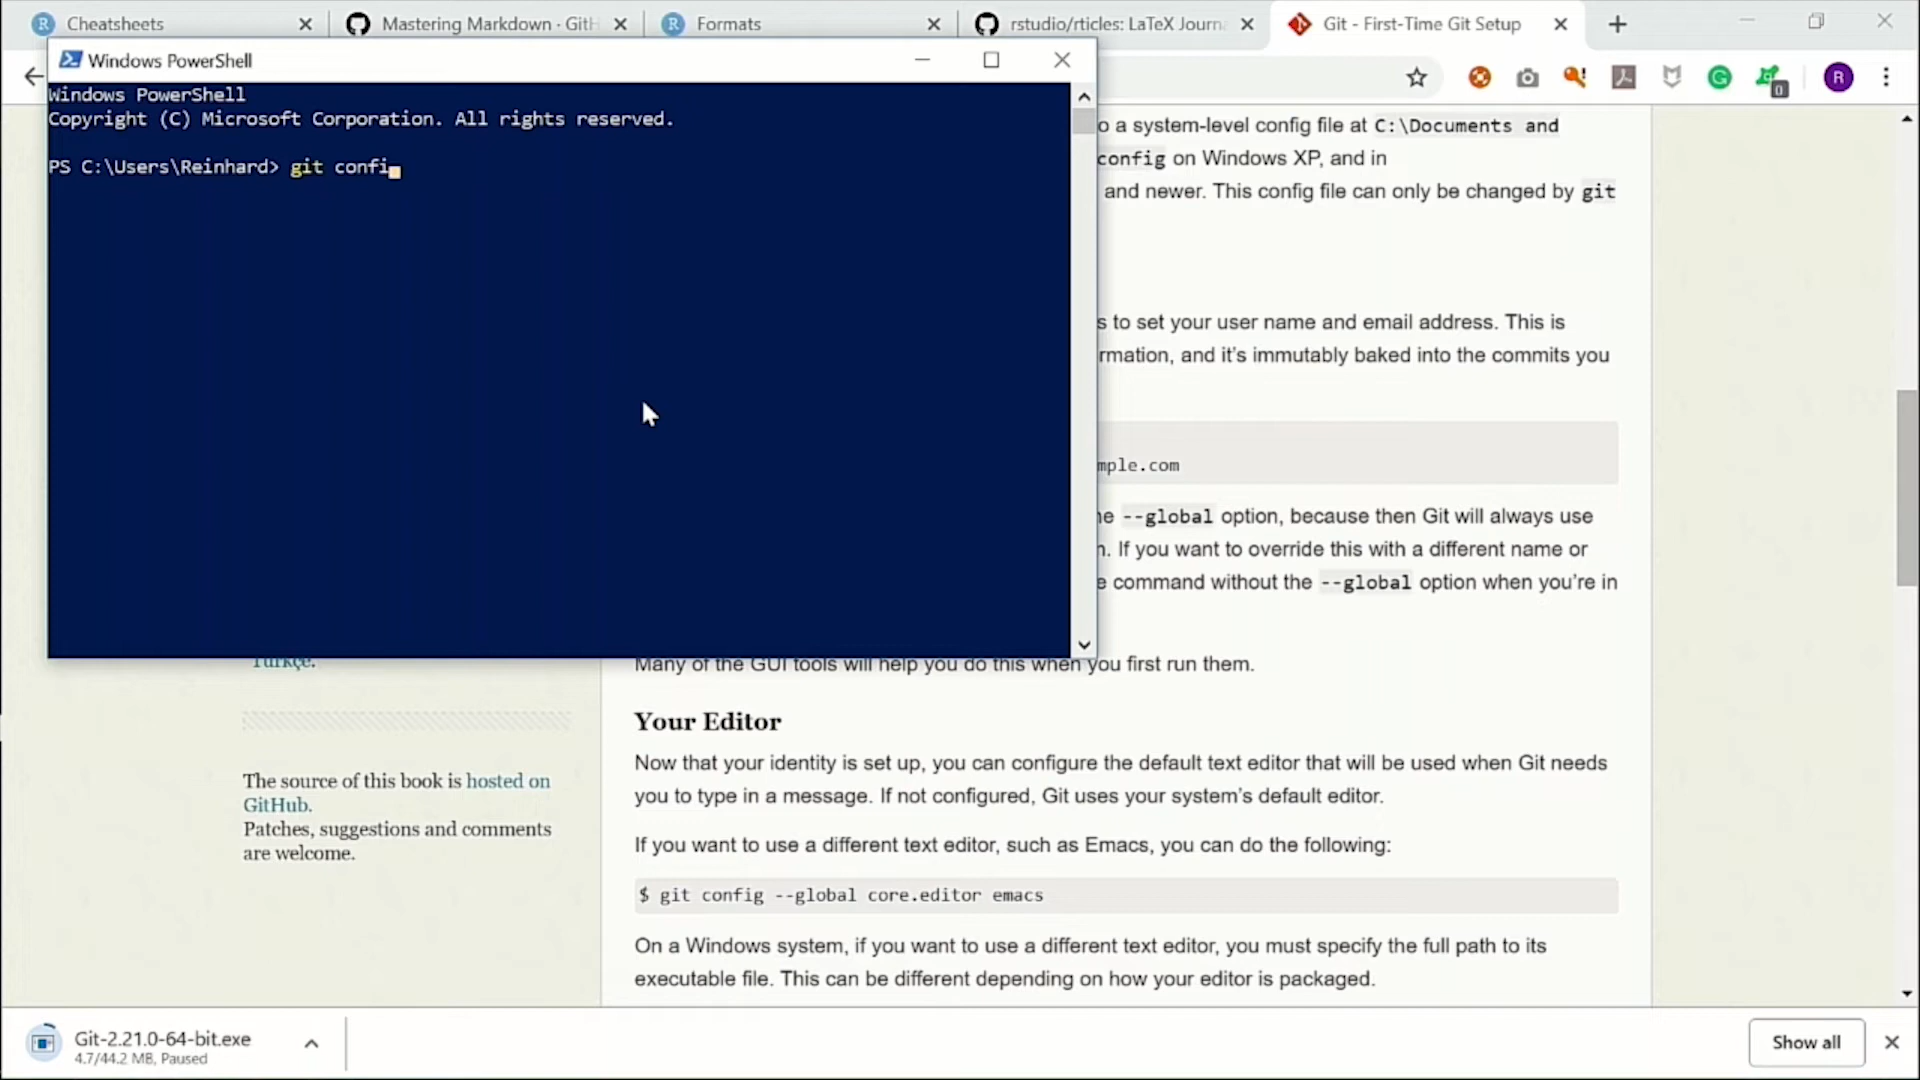 Cheatsheets
Mastering Markdown · GitH
Formats
rstudio/rticles: LaTeX Journ
Git - First-Time Git Setup
Windows PowerShell
0
R
Windows PowerShell
Copyright (C) Microsoft Corporation. All rights reserved.
PS C:\Users\Reinhard> git confi
o a system-level config file at C:\Documents and
config on Windows XP, and in
and newer. This config file can only be changed by git
s to set your user name and email address. This is
rmation, and it's immutably baked into the commits you
mple.com
he --global option, because then Git will always use
n. If you want to override this with a different name or
e command without the --global option when you're in
Türkçe.
Many of the GUI tools will help you do this when you first run them.
Your Editor
Now that your identity is set up, you can configure the default text editor that will be used when Git needs
you to type in a message. If not configured, Git uses your system's default editor.
If you want to use a different text editor, such as Emacs, you can do the following:
$ git config --global core.editor emacs
On a Windows system, if you want to use a different text editor, you must specify the full path to its
executable file. This can be different depending on how your editor is packaged.
The source of this book is hosted on
GitHub.
Patches, suggestions and comments
are welcome.
Git-2.21.0-64-bit.exe
4.7/44.2 MB, Paused
Show all